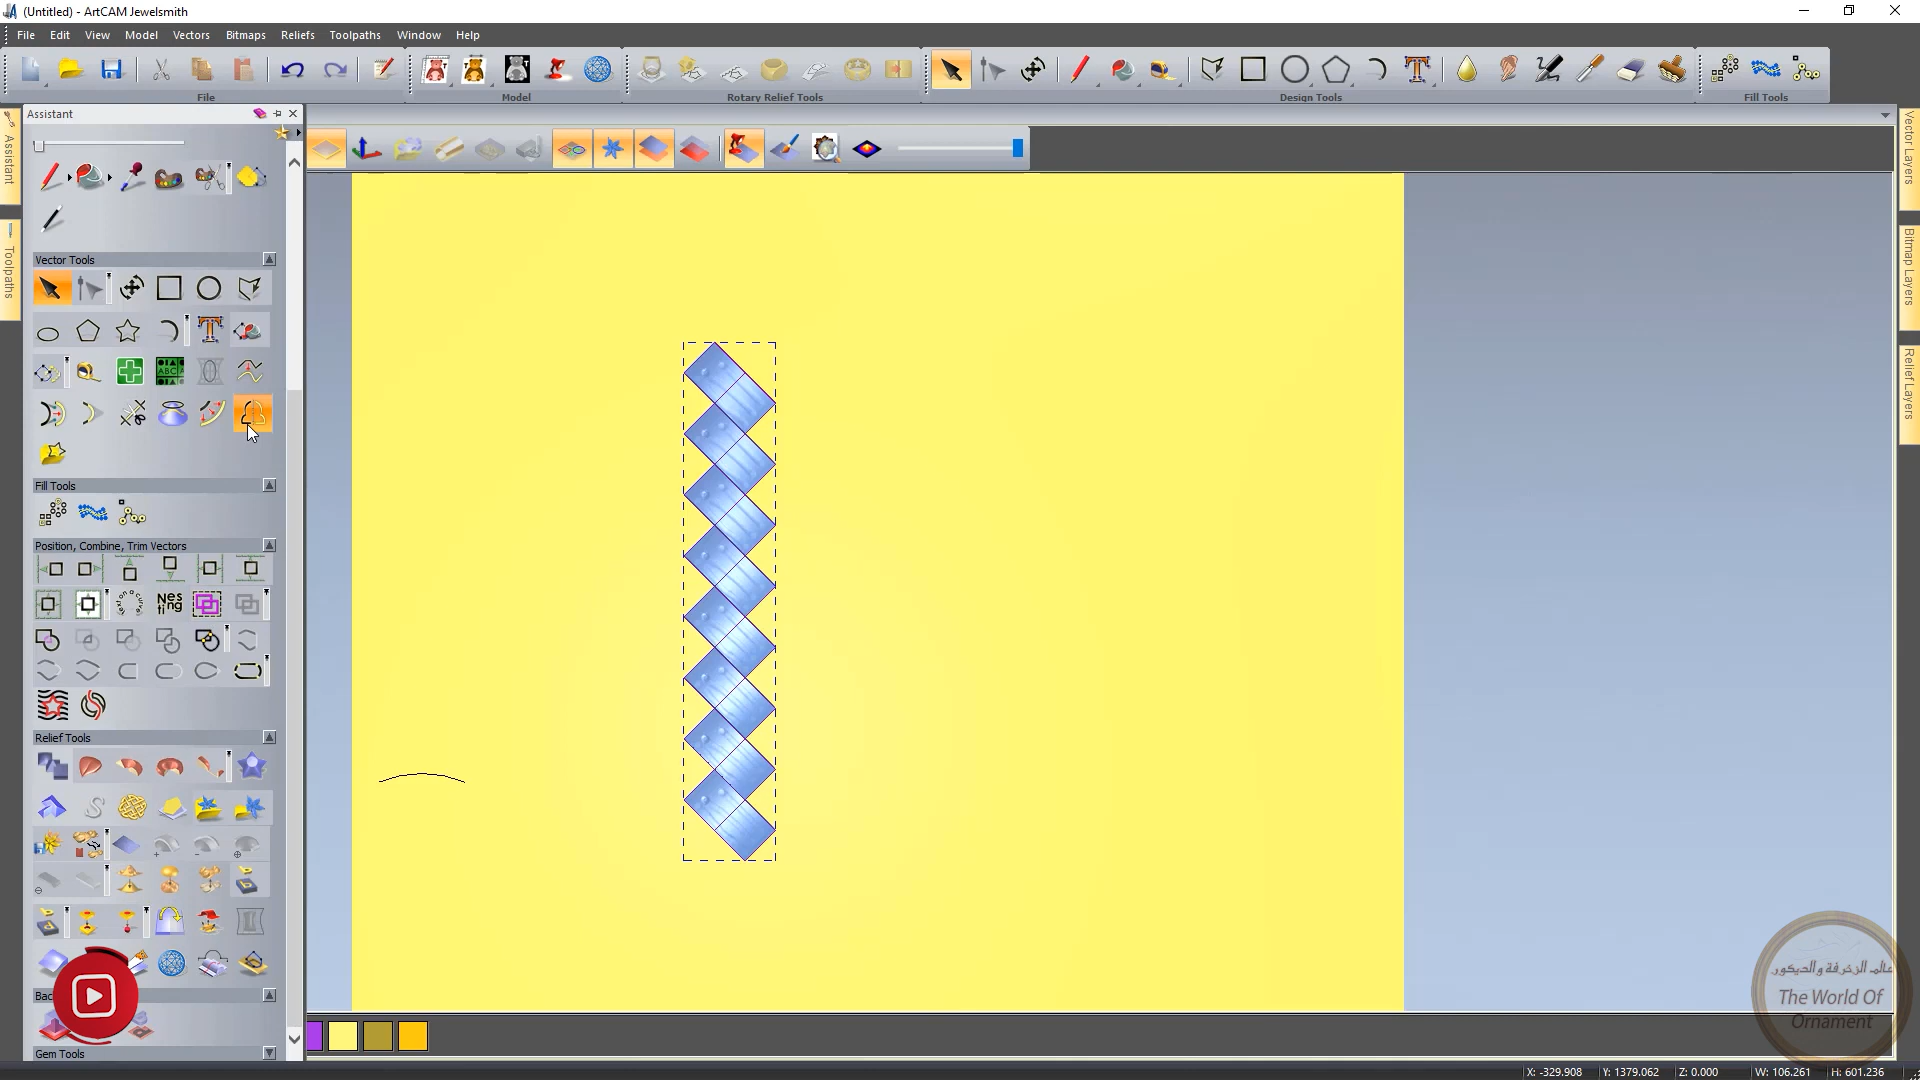 (Untitled) - ArtCAM Jewelsmith
File Edit View Model Vectors Bitmaps Reliefs Toolpaths Window Help
File Model Rotary Relief Tools Design Tools Fill Tools
Assistant
Assistant
Toolpaths
Vector Tools
Fill Tools
Position, Combine, Trim Vectors
Nes
ting
Relief Tools
Gem Tools
Vector Layers
Bitmap Layers
Relief Layers
عالم الزخرفة والديكور
The World Of
Ornament
X: -329.908 Y: 1379.062 Z: 0.000 W: 106.261 H: 601.236